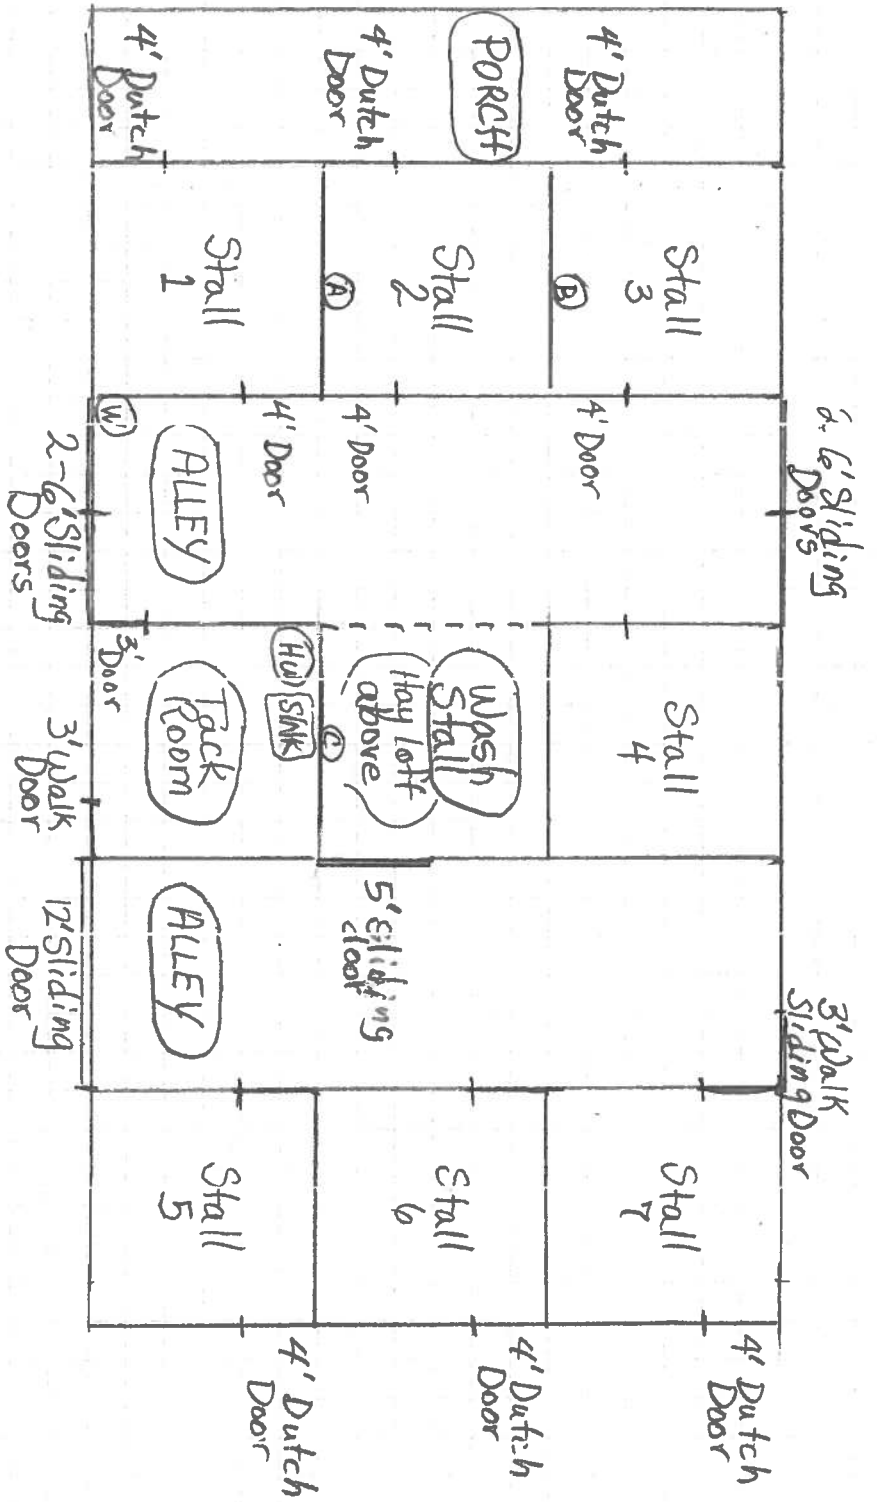 2-6' Sliding
Doors
3' Walk
Sliding Door
4' Dutch
Door
Stall
3
B
4' Door
Stall
4
Stall
7
4' Dutch
Door
PORCH
4' Dutch
Door
Stall
2
A
4' Door
Wash
Stall
Hay loft
above
C
5' Sliding
door
Stall
6
4' Dutch
Door
4' Dutch
Door
Stall
1
4' Door
ALLEY
W
HW
SINK
Tack
Room
3'
Door
ALLEY
Stall
5
4' Dutch
Door
2-6' Sliding
Doors
3' Walk
Door
12' Sliding
Door